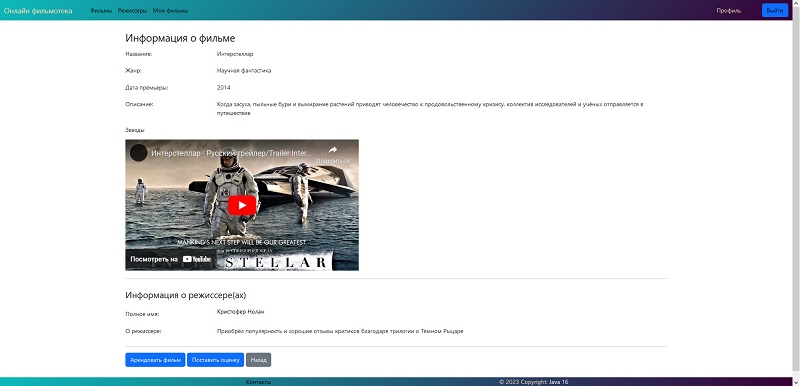 Онлайн фильмотека Фильмы Режиссеры Мои фильмы Профиль Выйти
Информация о фильме
Название: Интерстеллар
Жанр: Научная фантастика
Дата премьеры: 2014
Описание: Когда засуха, пыльные бури и вымирание растений приводят человечество к продовольственному кризису, коллектив исследователей и учёных отправляется в
путешествие
Звезды
Интерстеллар - Русский трейлер/Trailer Inter...
Поделиться
MANKIND'S NEXT STEP WILL BE OUR GREATEST
Посмотреть на YouTube
STELLAR
Информация о режиссере(ах)
Полное имя: Кристофер Нолан
О режиссере: Приобрёл популярность и хорошие отзывы критиков благодаря трилогии о Тёмном Рыцаре
Арендовать фильм Поставить оценку Назад
Контакты © 2023 Copyright: Java 16